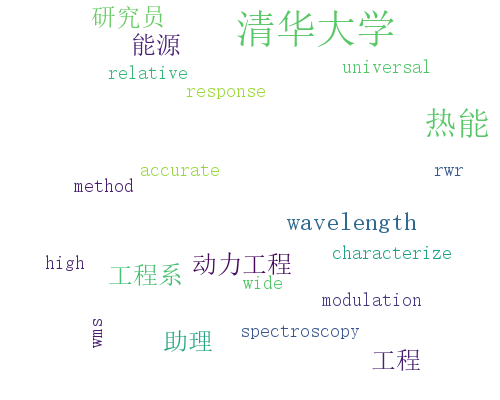 研究员
清华大学
能源
universal
relative
response
热能
accurate
rwr
method
wavelength
characterize
high
动力工程
工程系
wide
modulation
wms
助理
spectroscopy
工程